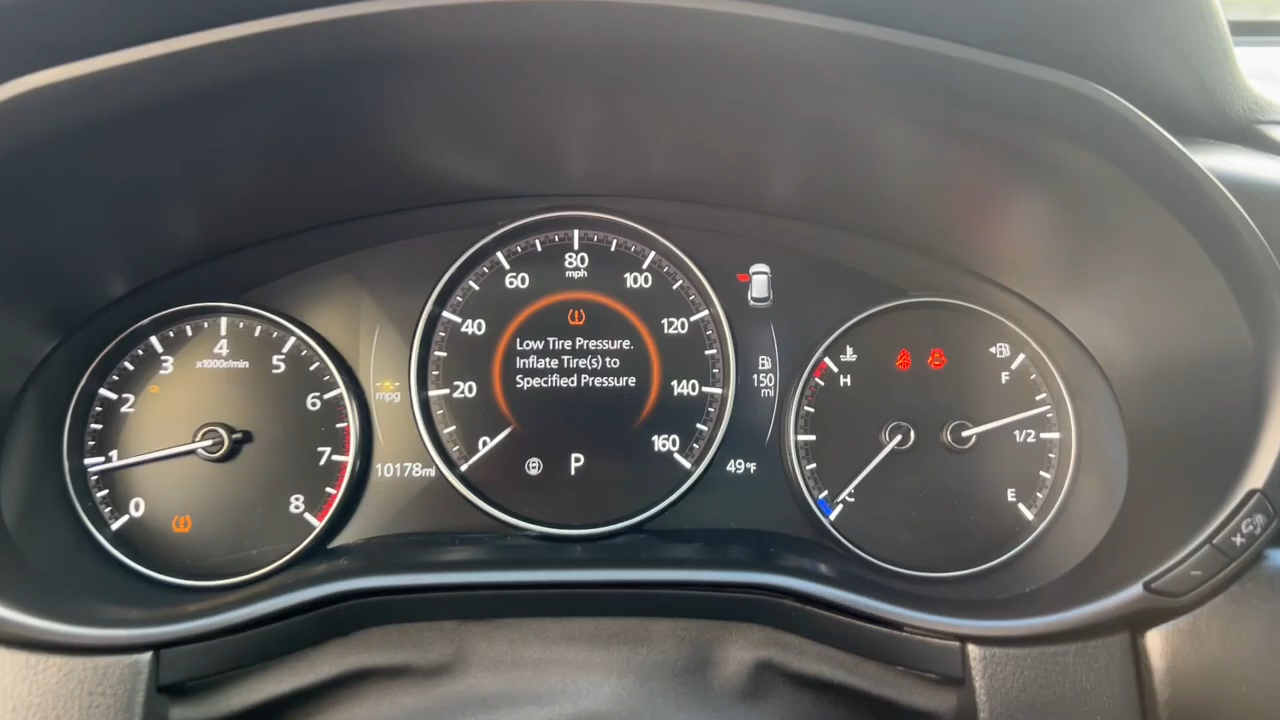 0
1
2
3
4
5
6
7
8
x1000r/min
mpg
10178mi
0
20
40
60
80
mph
100
120
140
160
Low Tire Pressure.
Inflate Tire(s) to
Specified Pressure
P
150
mi
49°F
H
C
F
1/2
E